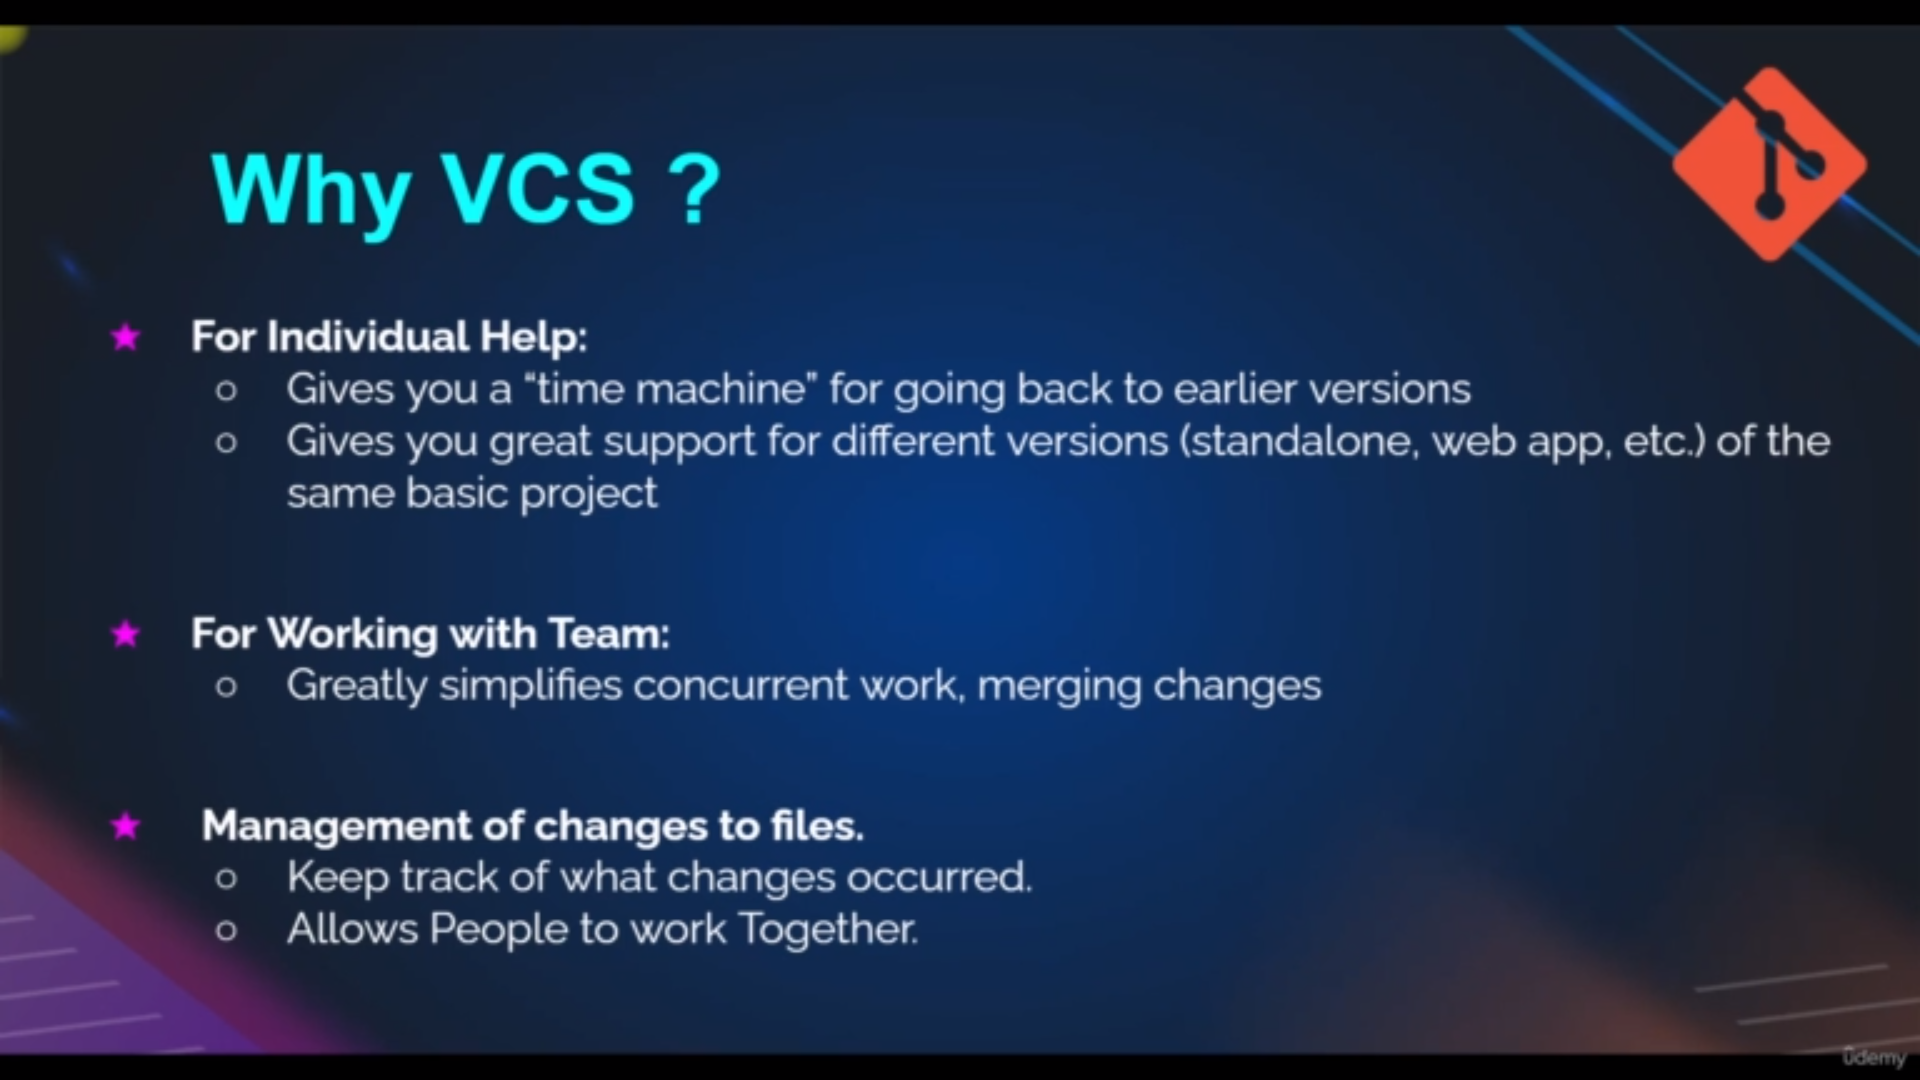 Why VCS ?
★ For Individual Help:
○ Gives you a “time machine” for going back to earlier versions
○ Gives you great support for different versions (standalone, web app, etc.) of the
same basic project
★ For Working with Team:
○ Greatly simplifies concurrent work, merging changes
★ Management of changes to files.
○ Keep track of what changes occurred.
○ Allows People to work Together.
ûdemy